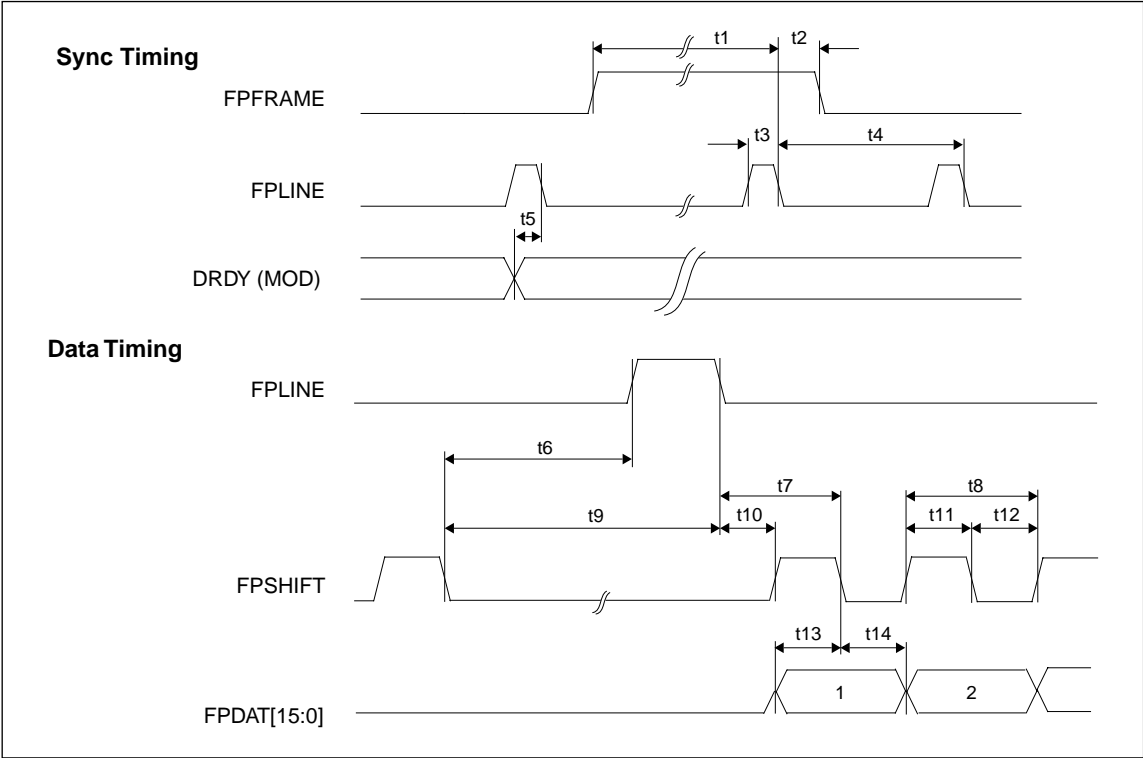 Sync Timing
t1 t2
FPFRAME
t3 t4
FPLINE
t5
DRDY (MOD)
Data Timing
FPLINE
t6
t7 t8
t9 t10 t11 t12
FPSHIFT
t13 t14
1 2
FPDAT[15:0]